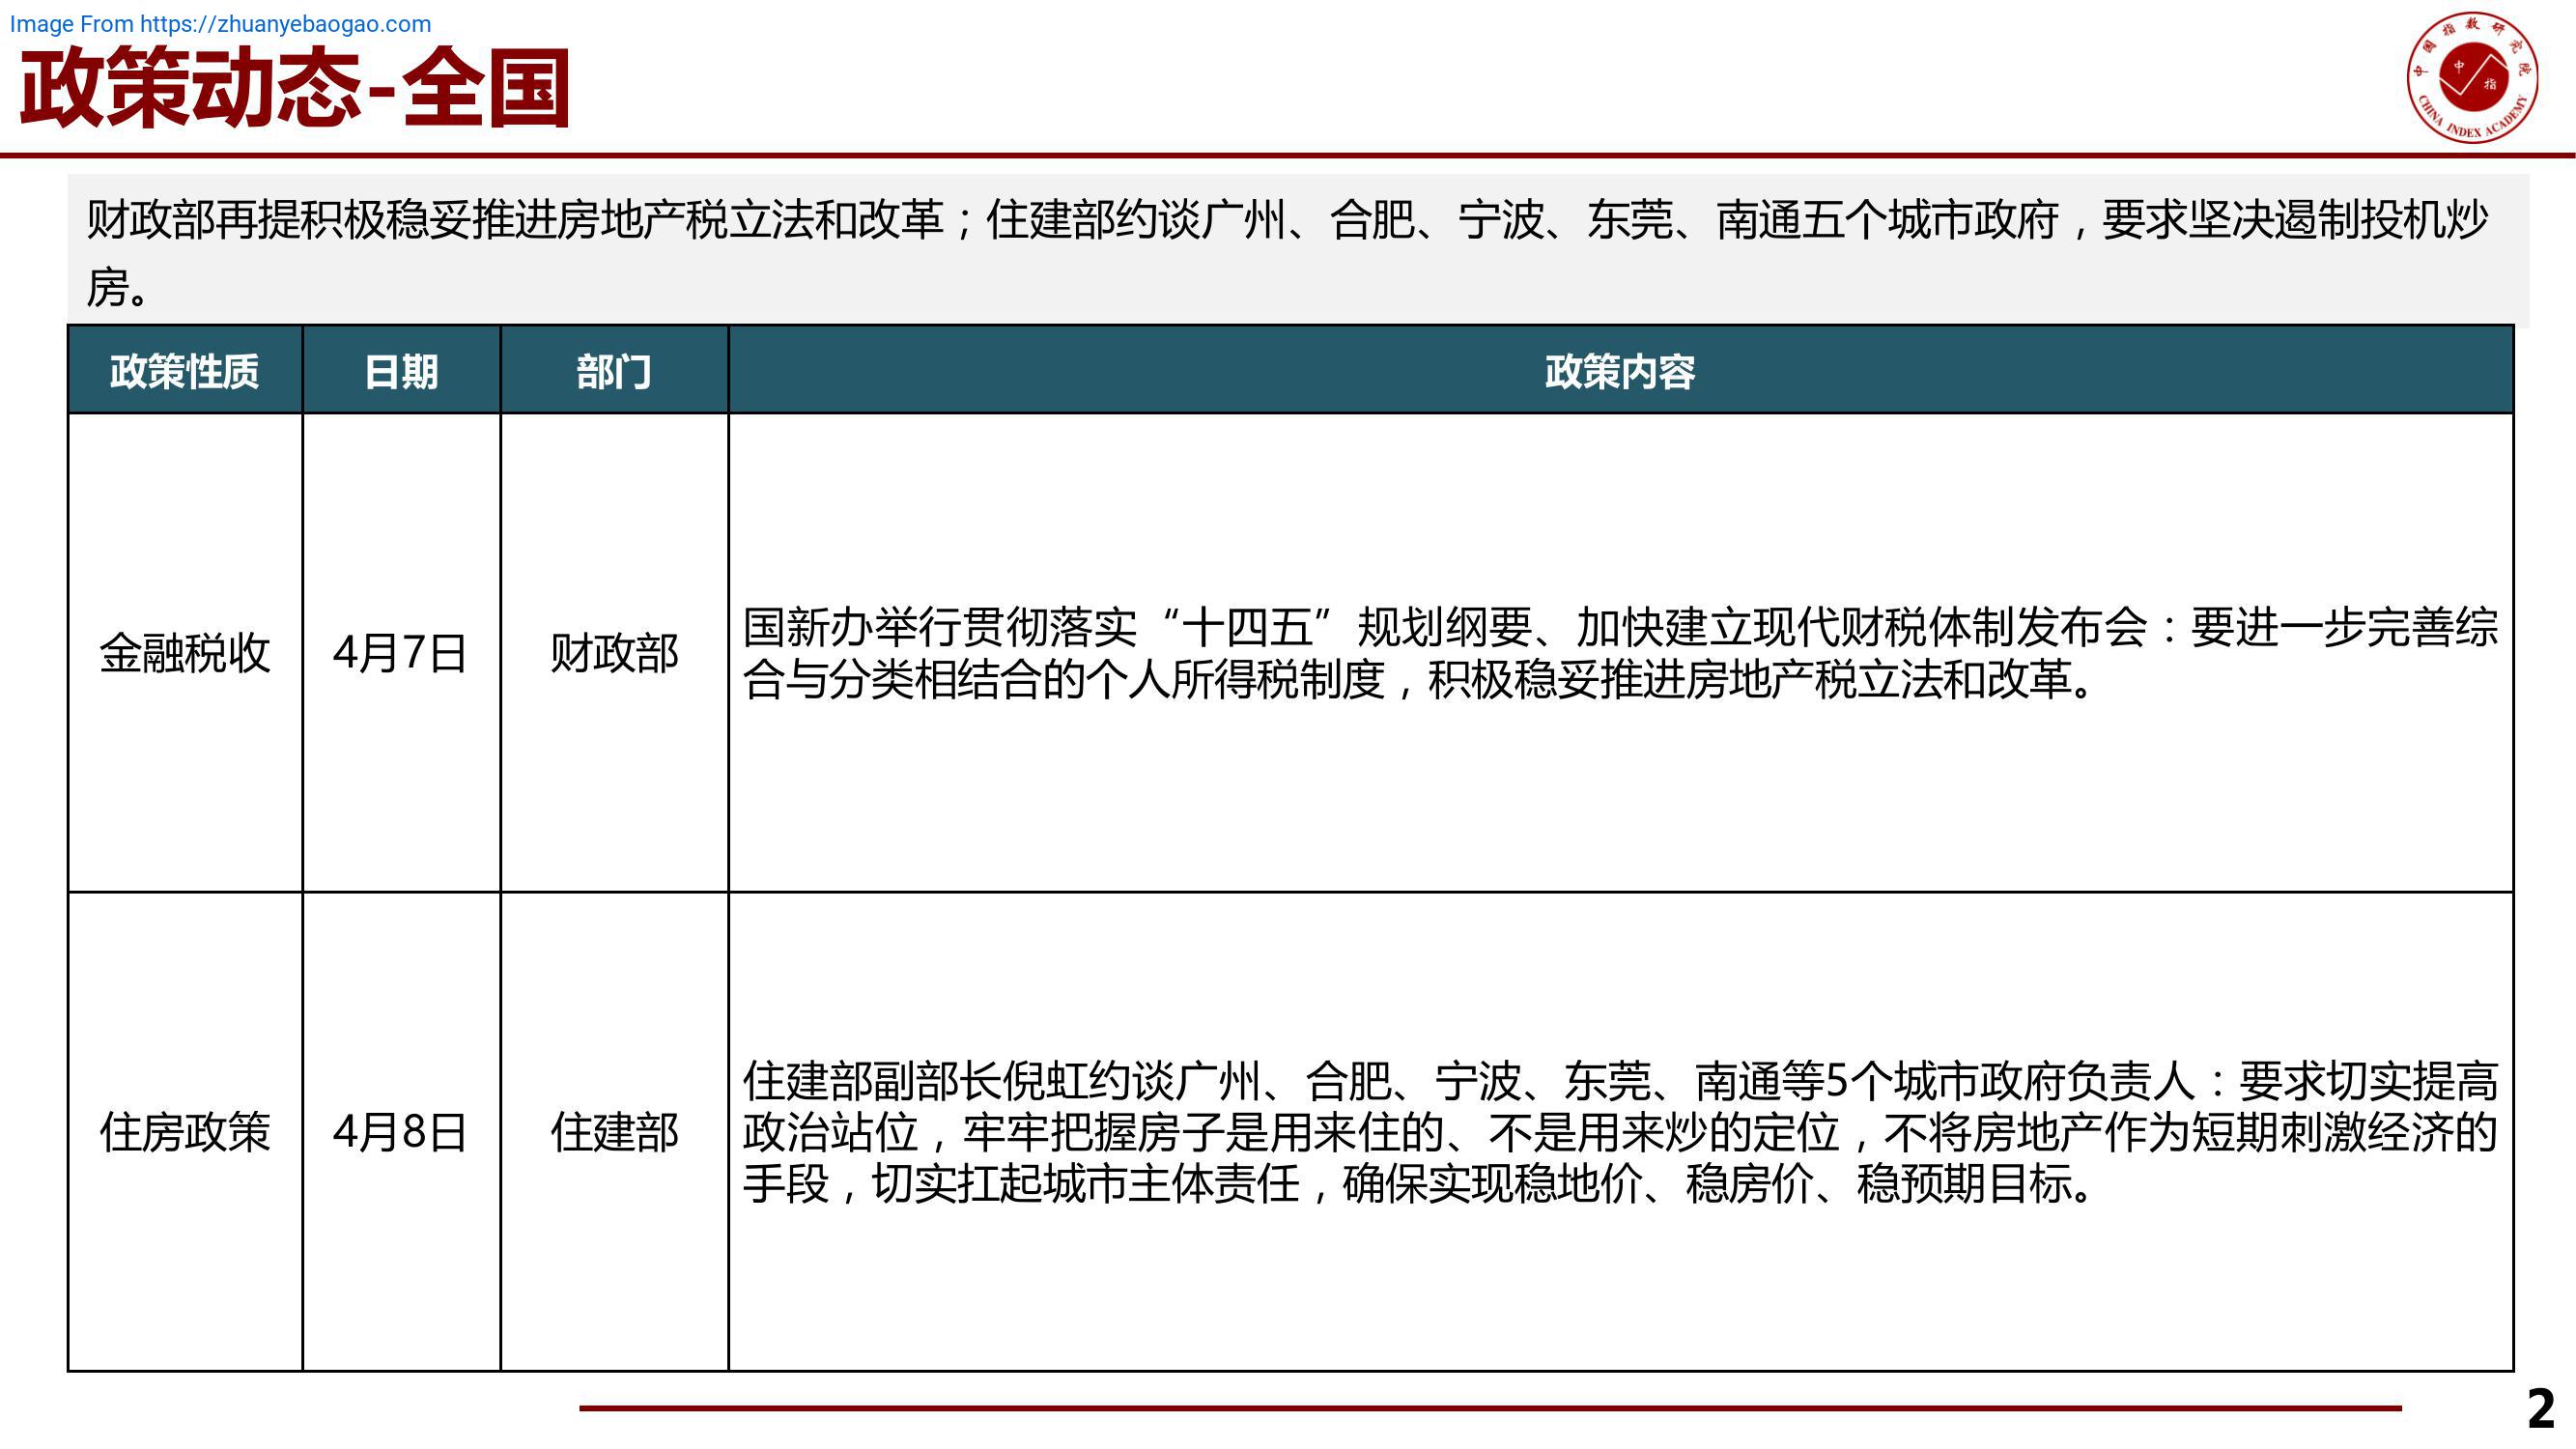 Image From https://zhuanyebaogao.com
政策动态-全国
中国指数研究院
中指
CHINA INDEX ACADEMY
财政部再提积极稳妥推进房地产税立法和改革；住建部约谈广州、合肥、宁波、东莞、南通五个城市政府，要求坚决遏制投机炒
房。
政策性质 日期 部门 政策内容
金融税收 4月7日 财政部
国新办举行贯彻落实“十四五”规划纲要、加快建立现代财税体制发布会：要进一步完善综
合与分类相结合的个人所得税制度，积极稳妥推进房地产税立法和改革。
住房政策 4月8日 住建部
住建部副部长倪虹约谈广州、合肥、宁波、东莞、南通等5个城市政府负责人：要求切实提高
政治站位，牢牢把握房子是用来住的、不是用来炒的定位，不将房地产作为短期刺激经济的
手段，切实扛起城市主体责任，确保实现稳地价、稳房价、稳预期目标。
2